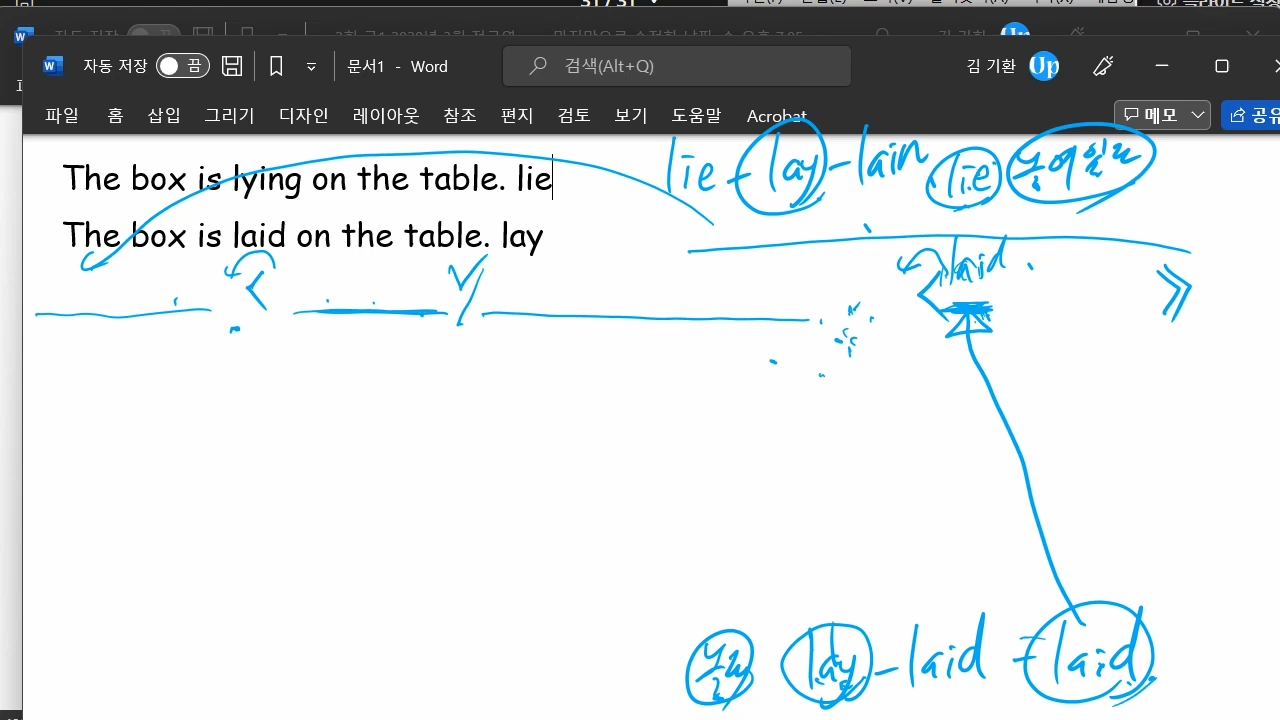 자동 저장 끔 문서1 - Word 검색(Alt+Q) 김 기환 Up
파일 홈 삽입 그리기 디자인 레이아웃 참조 편지 검토 보기 도움말 Acrobat 메모 공유
lie - lay - lain lie 놓여있다
The box is lying on the table. lie
The box is laid on the table. lay
laid
놓다 lay - laid - laid